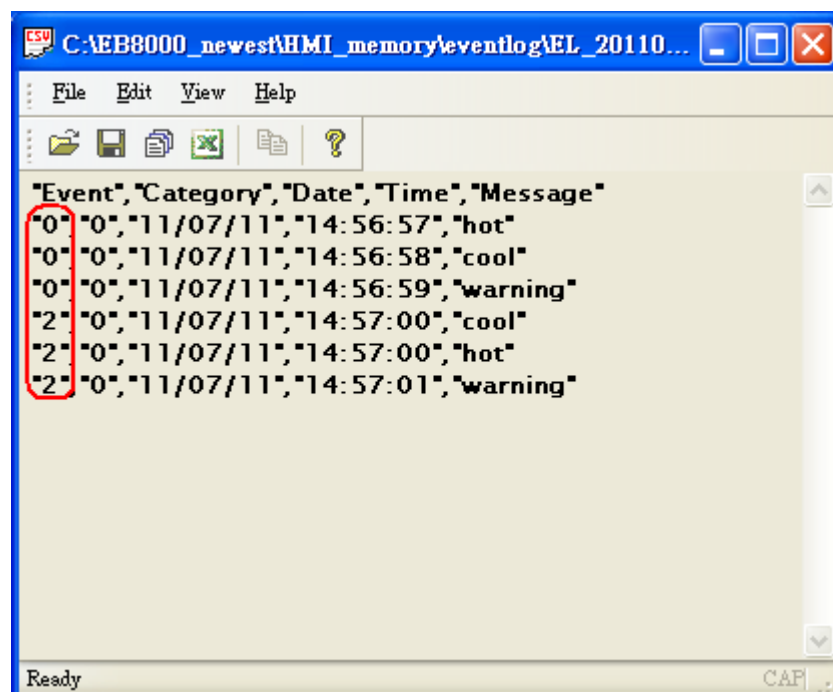 C:\EB8000_newest\HMI_memory\eventlog\EL_20110...
File Edit View Help
"Event","Category","Date","Time","Message"
"0","0","11/07/11","14:56:57","hot"
"0","0","11/07/11","14:56:58","cool"
"0","0","11/07/11","14:56:59","warning"
"2","0","11/07/11","14:57:00","cool"
"2","0","11/07/11","14:57:00","hot"
"2","0","11/07/11","14:57:01","warning"
Ready CAP